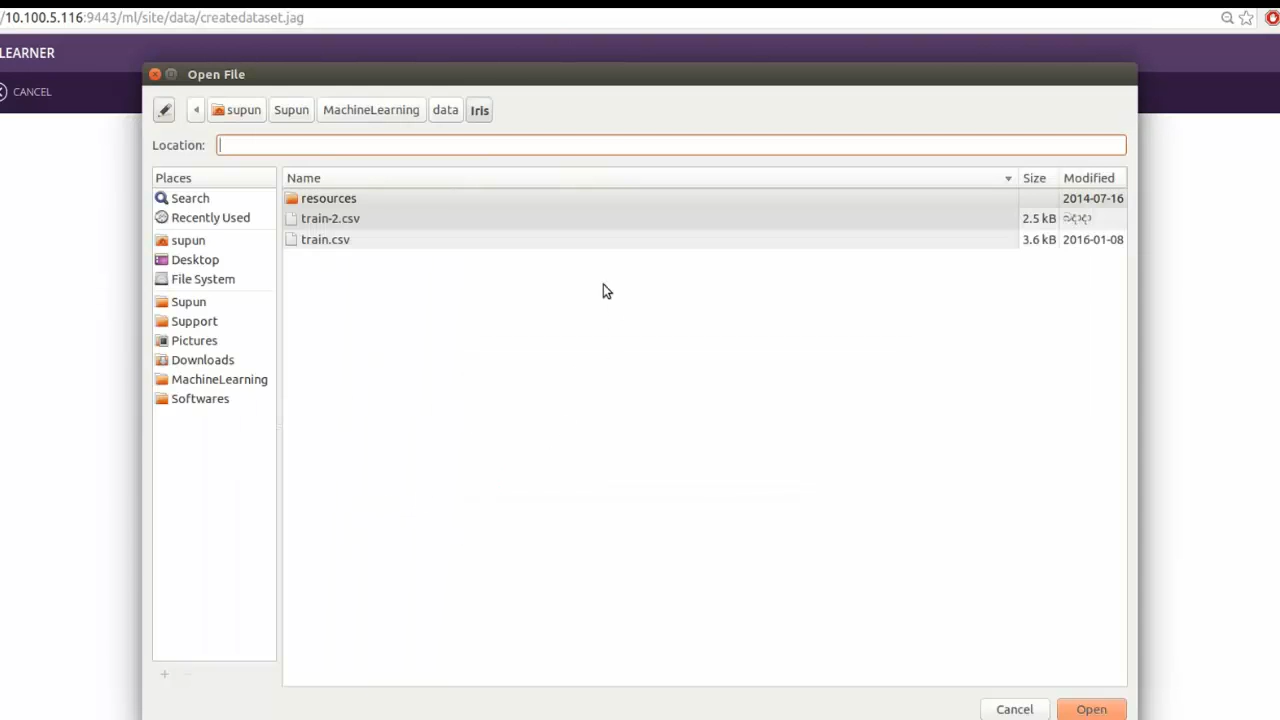 /10.100.5.116:9443/ml/site/data/createdataset.jag
LEARNER
CANCEL
Open File
supun Supun MachineLearning data Iris
Location:
Places
Search
Recently Used
supun
Desktop
File System
Supun
Support
Pictures
Downloads
MachineLearning
Softwares
Name Size Modified
resources 2014-07-16
train-2.csv 2.5 kB
train.csv 3.6 kB 2016-01-08
Cancel Open